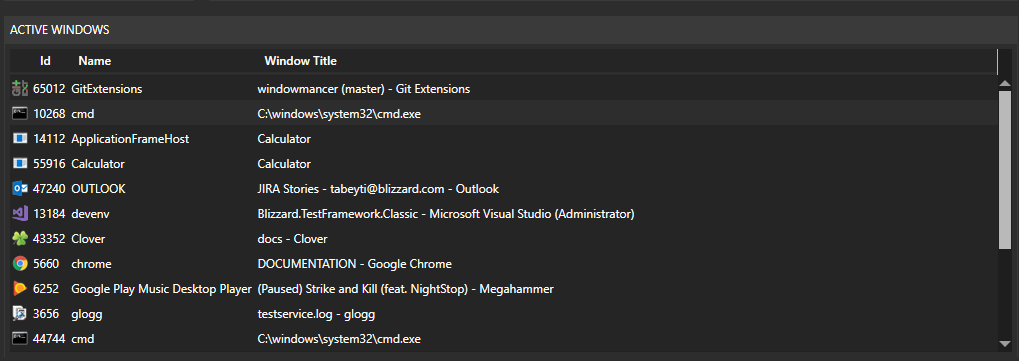 ACTIVE WINDOWS
Id Name Window Title
65012 GitExtensions windowmancer (master) - Git Extensions
10268 cmd C:\windows\system32\cmd.exe
14112 ApplicationFrameHost Calculator
55916 Calculator Calculator
47240 OUTLOOK JIRA Stories - tabeyti@blizzard.com - Outlook
13184 devenv Blizzard.TestFramework.Classic - Microsoft Visual Studio (Administrator)
43352 Clover docs - Clover
5660 chrome DOCUMENTATION - Google Chrome
6252 Google Play Music Desktop Player (Paused) Strike and Kill (feat. NightStop) - Megahammer
3656 glogg testservice.log - glogg
44744 cmd C:\windows\system32\cmd.exe